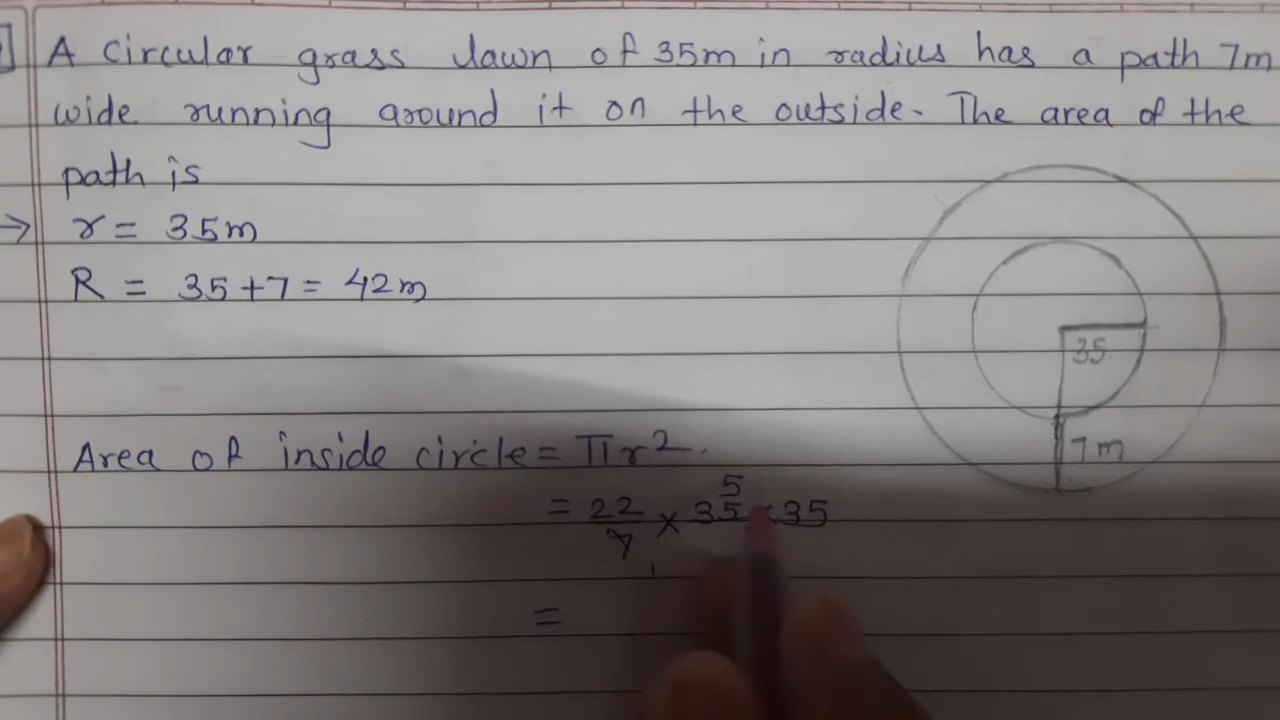 A circular grass lawn of 35m in radius has a path 7m
wide running around it on the outside. The area of the
path is
→ r = 35m
R = 35+7 = 42m
35
7m
Area of inside circle = πr².
5
= 22/7 × 35 × 35
1
=